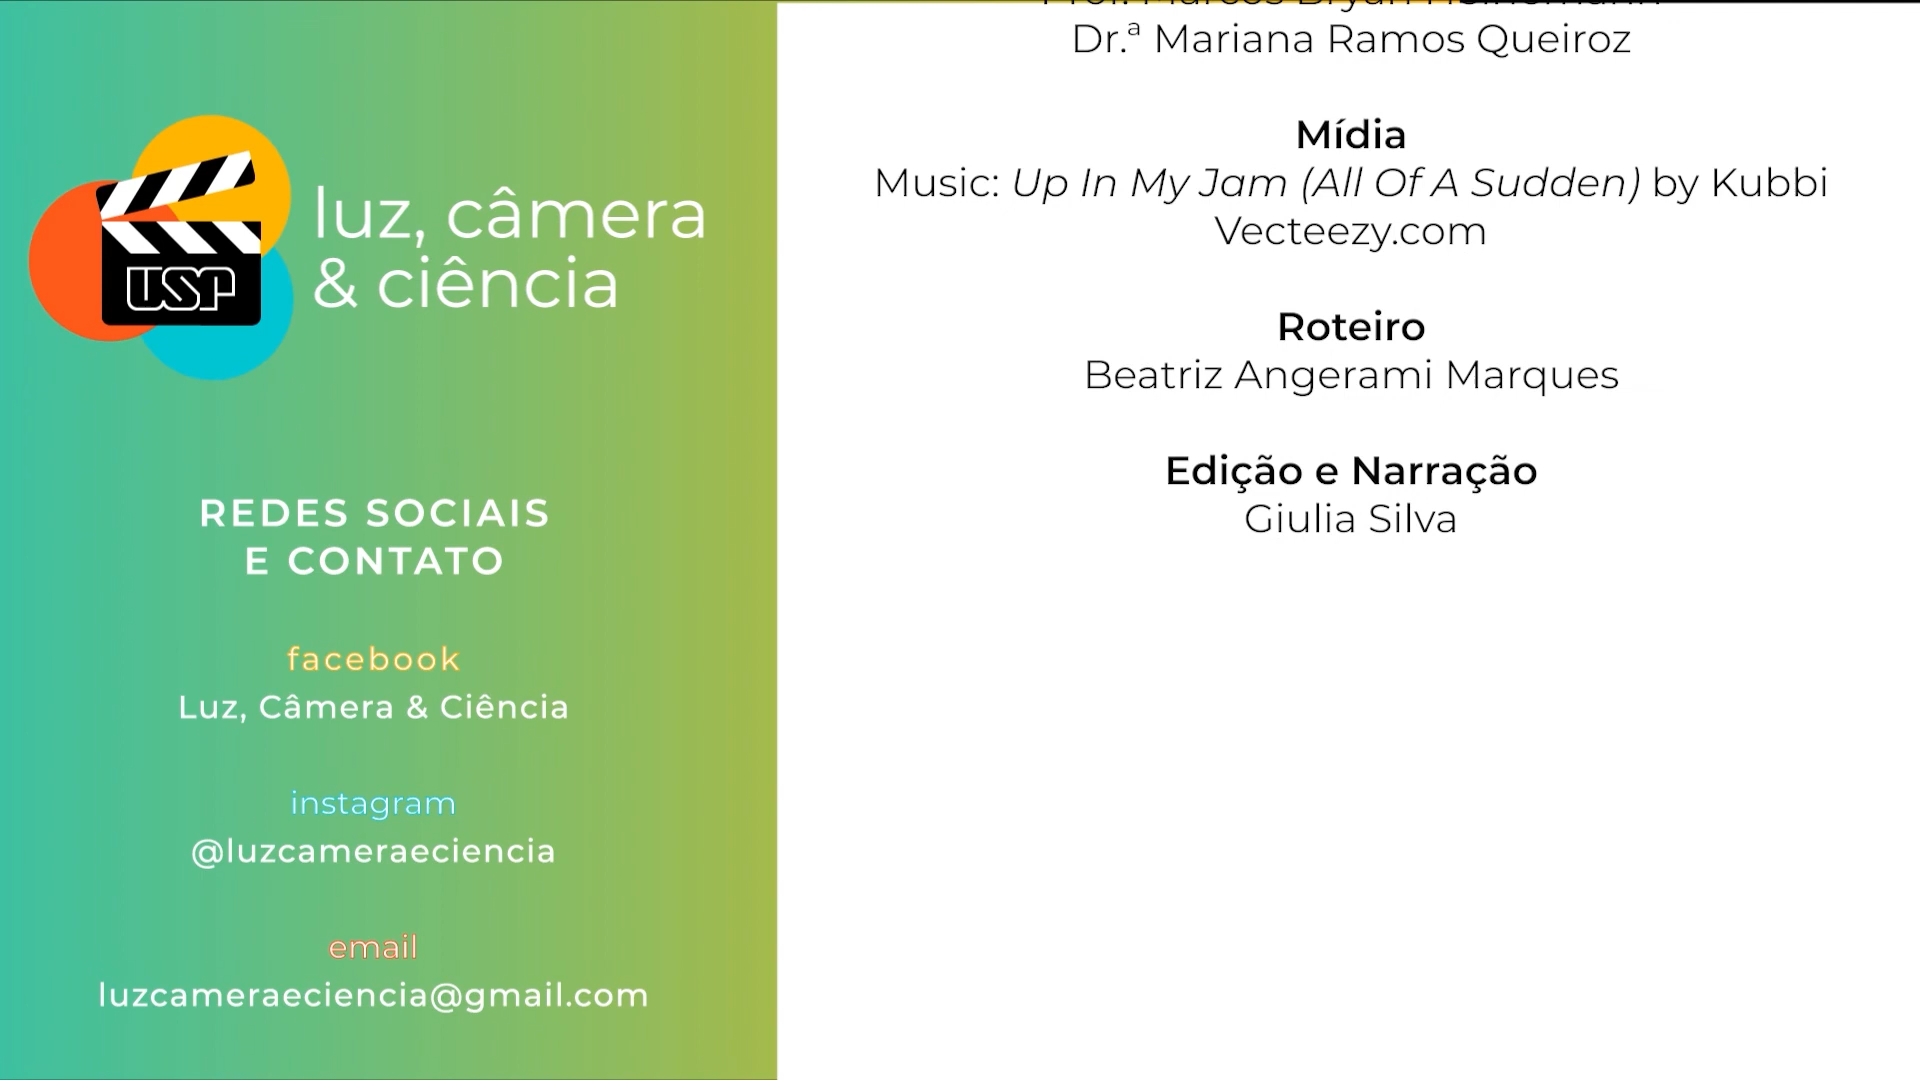 USP
luz, câmera
& ciência
REDES SOCIAIS
E CONTATO
facebook
Luz, Câmera & Ciência
instagram
@luzcameraeciencia
email
luzcameraeciencia@gmail.com
Dr.ª Mariana Ramos Queiroz
Mídia
Music: Up In My Jam (All Of A Sudden) by Kubbi
Vecteezy.com
Roteiro
Beatriz Angerami Marques
Edição e Narração
Giulia Silva